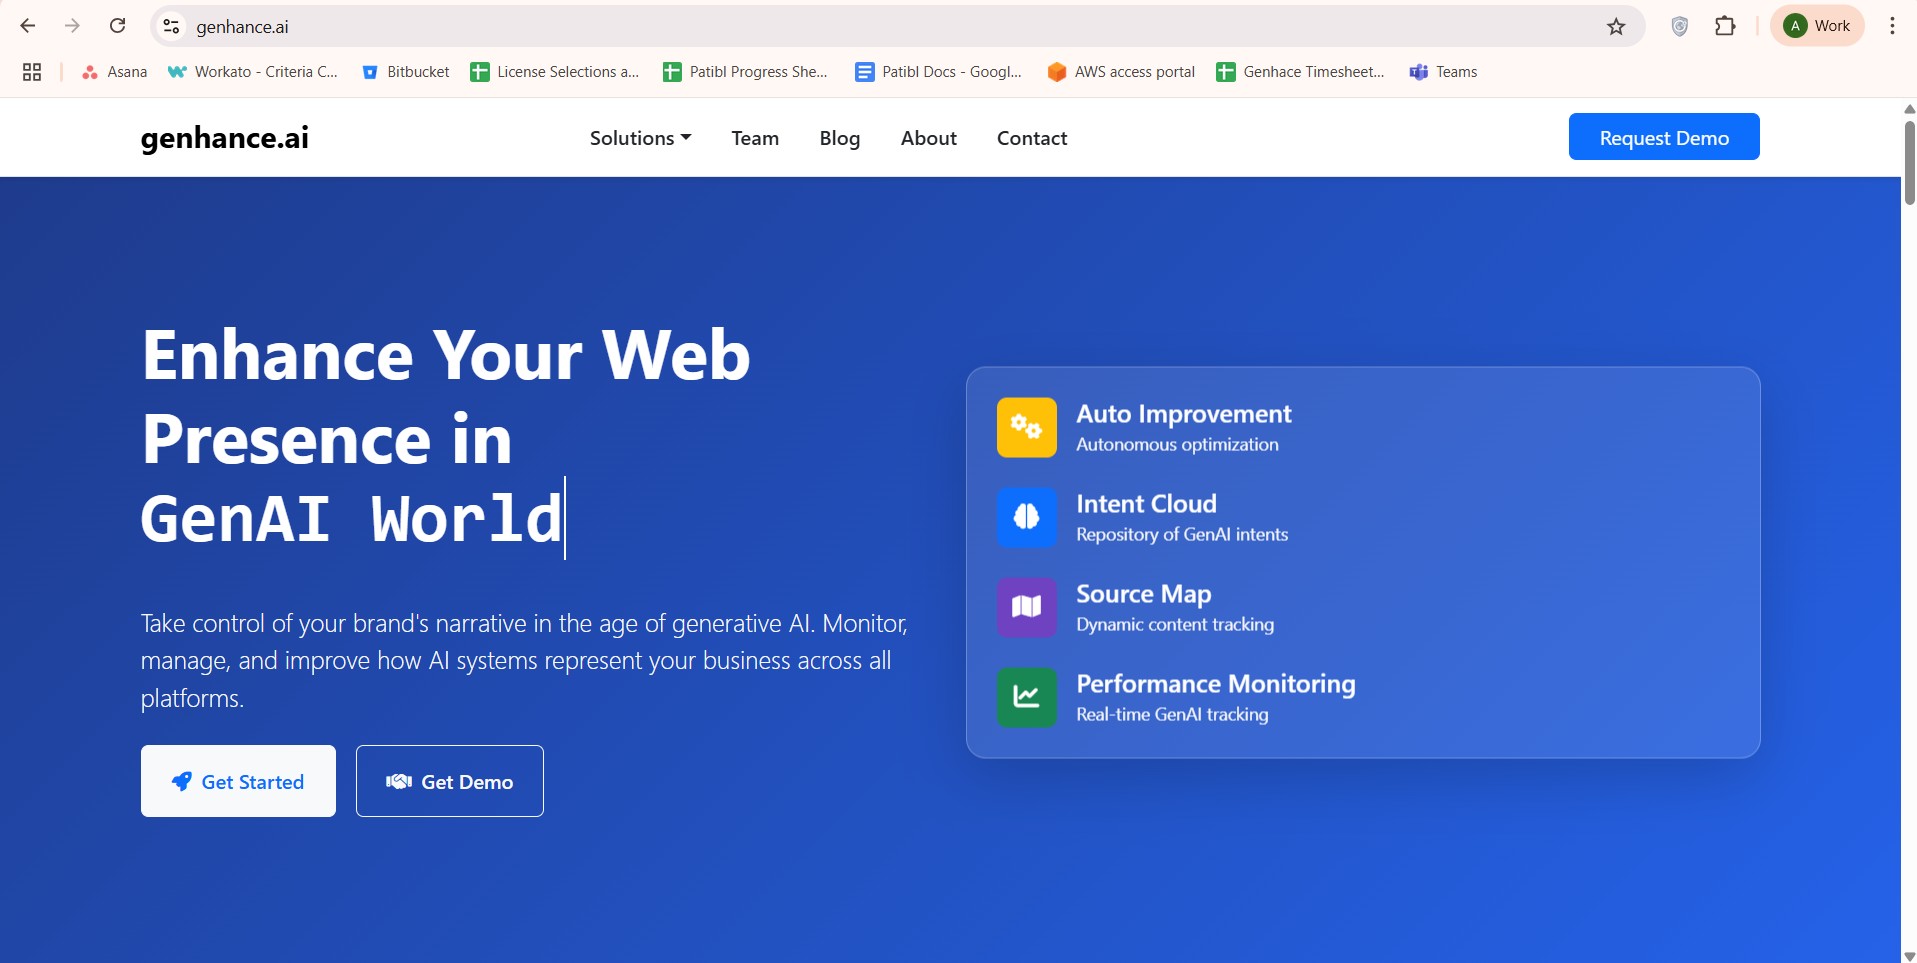 genhance.ai
A
Work
Asana
Workato - Criteria C...
Bitbucket
License Selections a...
Patibl Progress She...
Patibl Docs - Googl...
AWS access portal
Genhace Timesheet...
Teams
genhance.ai
Solutions
Team
Blog
About
Contact
Request Demo
Enhance Your Web
Presence in
GenAI World
Take control of your brand's narrative in the age of generative AI. Monitor,
manage, and improve how AI systems represent your business across all
platforms.
Get Started
Get Demo
Auto Improvement
Autonomous optimization
Intent Cloud
Repository of GenAI intents
Source Map
Dynamic content tracking
Performance Monitoring
Real-time GenAI tracking